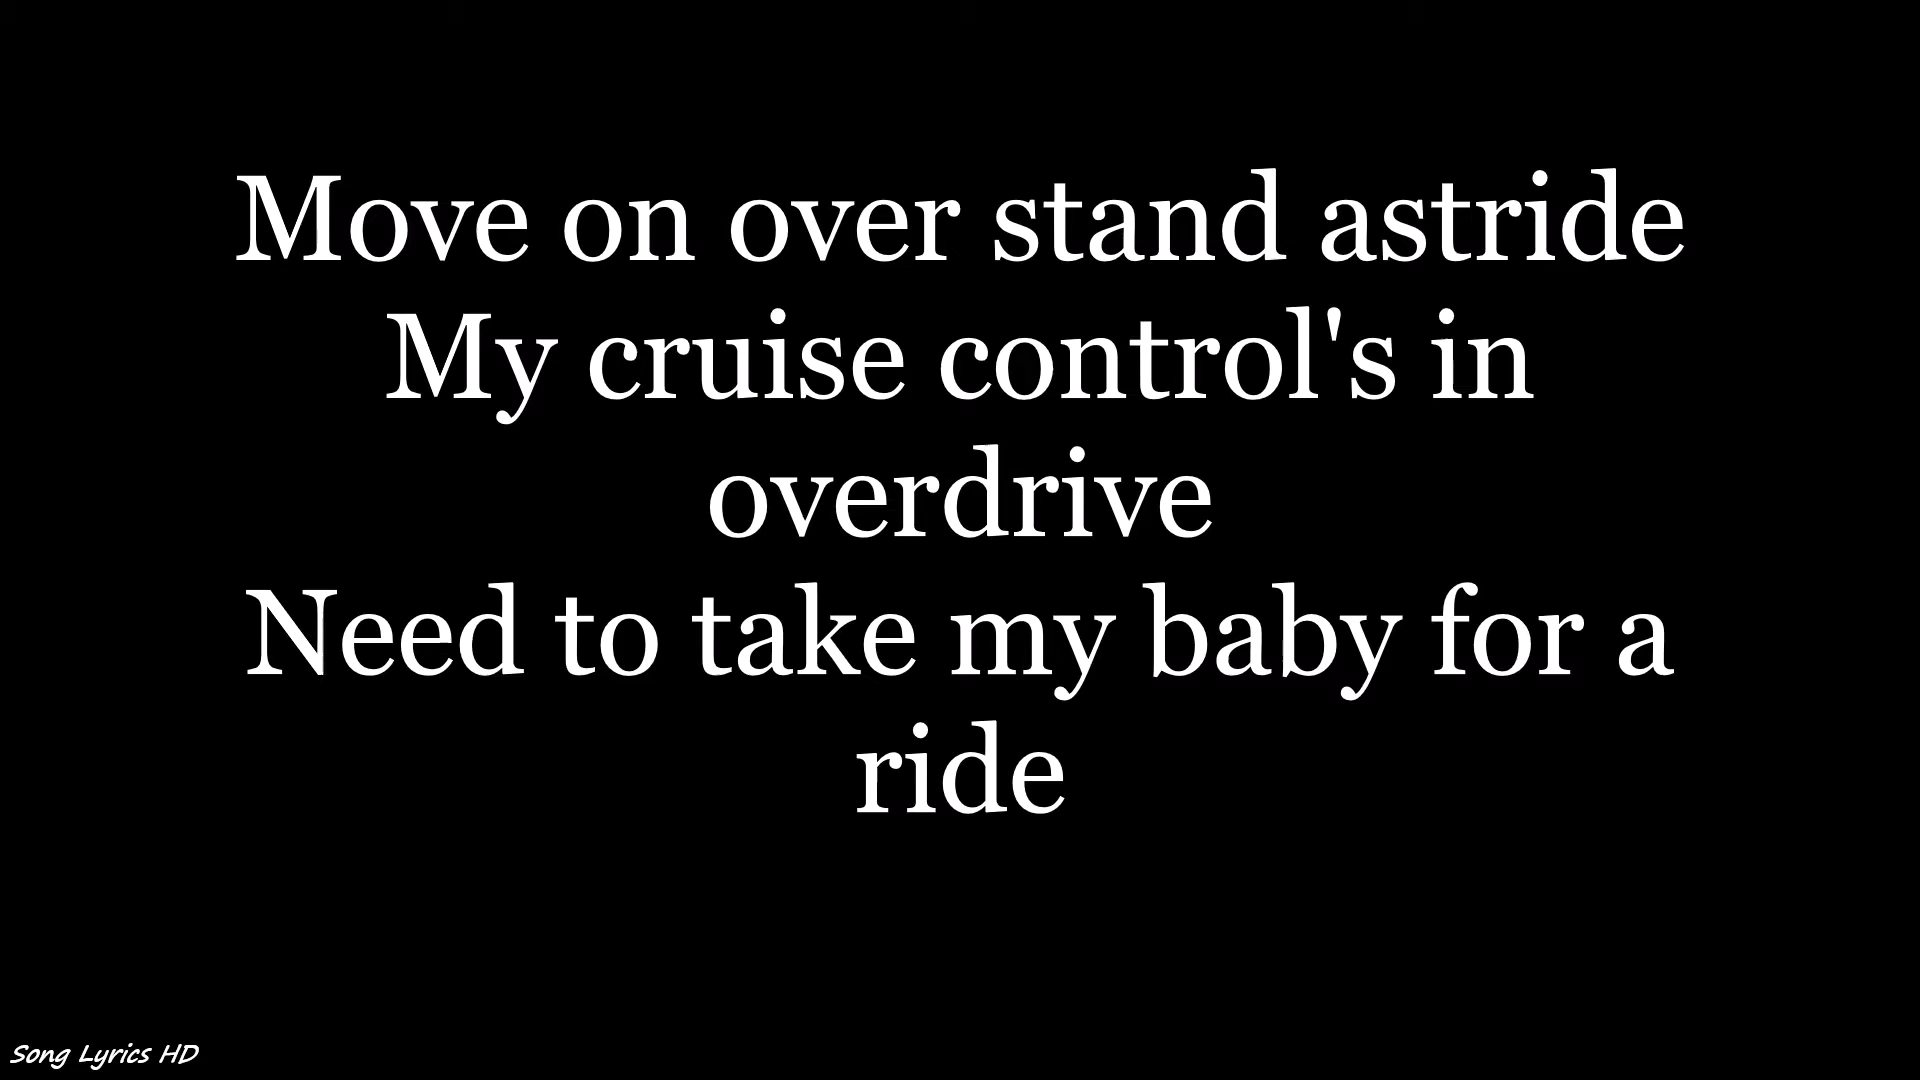 Move on over stand astride
My cruise control's in
overdrive
Need to take my baby for a
ride
Song Lyrics HD